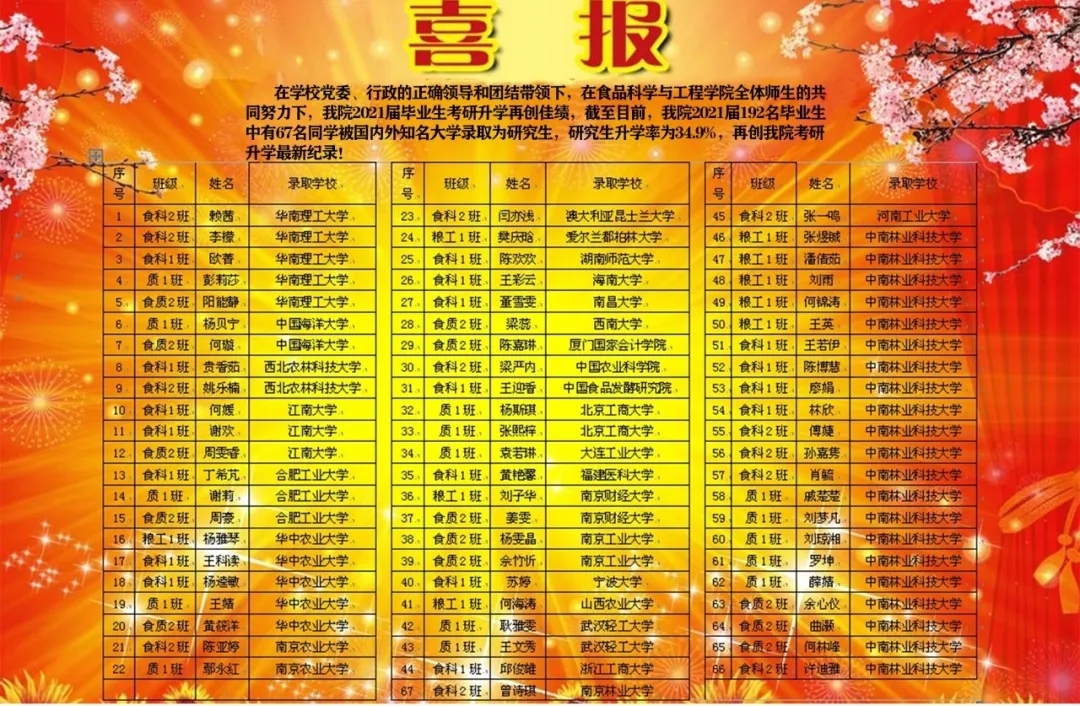 喜 报
在学校党委、行政的正确领导和团结带领下，在食品科学与工程学院全体师生的共
同努力下，我院2021届毕业生考研升学再创佳绩，截至目前，我院2021届192名毕业生
中有67名同学被国内外知名大学录取为研究生，研究生升学率为34.9%，再创我院考研
升学最新纪录！
序号 班级 姓名 录取学校
1 食科2班 赖茜 华南理工大学
2 食科2班 李檬 华南理工大学
3 食科1班 欧菁 华南理工大学
4 质1班 彭莉莎 华南理工大学
5 食质2班 阳能静 华南理工大学
6 质1班 杨贝宁 中国海洋大学
7 食质2班 何璇 中国海洋大学
8 食科1班 贵香茹 西北农林科技大学
9 食科2班 姚乐楠 西北农林科技大学
10 食科1班 何媛 江南大学
11 食科1班 谢欢 江南大学
12 食质2班 周雯睿 江南大学
13 食科1班 丁希芃 合肥工业大学
14 质1班 谢莉 合肥工业大学
15 食质2班 周豪 合肥工业大学
16 粮工1班 杨雅琴 华中农业大学
17 食科1班 王科读 华中农业大学
18 食科1班 杨逵敏 华中农业大学
19 质1班 王婧 华中农业大学
20 食质2班 黄莀洋 华中农业大学
21 食科2班 陈亚婷 南京农业大学
22 质1班 鄢永红 南京农业大学
序号 班级 姓名 录取学校
23 食科2班 闫亦浅 澳大利亚昆士兰大学
24 粮工1班 樊庆晗 爱尔兰都柏林大学
25 食科1班 陈欢欢 湖南师范大学
26 食科1班 王彩云 海南大学
27 食科1班 董雪雯 南昌大学
28 食质2班 梁蕊 西南大学
29 食质2班 陈嘉琳 厦门国家会计学院
30 食科2班 梁严内 中国农业科学院
31 食科1班 王迎香 中国食品发酵研究院
32 质1班 杨斯琪 北京工商大学
33 质1班 张熙梓 北京工商大学
34 质1班 袁若琳 大连工业大学
35 食科1班 黄艳馨 福建医科大学
36 粮工1班 刘子华 南京财经大学
37 食质2班 姜雯 南京财经大学
38 食质2班 杨雯晶 南京工业大学
39 食质2班 佘竹忻 南京工业大学
40 食科1班 苏婷 宁波大学
41 粮工1班 何海涛 山西农业大学
42 质1班 耿雅雯 武汉轻工大学
43 质1班 王文秀 武汉轻工大学
44 食科1班 邱俊雄 浙江工商大学
67 食科2班 曾诗琪 南京林业大学
序号 班级 姓名 录取学校
45 食科2班 张一鸣 河南工业大学
46 粮工1班 张煜娍 中南林业科技大学
47 粮工1班 潘倩茹 中南林业科技大学
48 粮工1班 刘雨 中南林业科技大学
49 粮工1班 何锦涛 中南林业科技大学
50 粮工1班 王英 中南林业科技大学
51 食科1班 王若伊 中南林业科技大学
52 食科1班 陈博慧 中南林业科技大学
53 食科1班 廖娟 中南林业科技大学
54 食科1班 林欣 中南林业科技大学
55 食科2班 傅婕 中南林业科技大学
56 食科2班 孙嘉隽 中南林业科技大学
57 食科2班 肖毓 中南林业科技大学
58 质1班 戚楚楚 中南林业科技大学
59 质1班 刘梦凡 中南林业科技大学
60 质1班 刘琼湘 中南林业科技大学
61 质1班 罗坤 中南林业科技大学
62 质1班 薛婧 中南林业科技大学
63 食质2班 余心仪 中南林业科技大学
64 食质2班 曲灏 中南林业科技大学
65 食质2班 何林峰 中南林业科技大学
66 食科2班 许迪雅 中南林业科技大学